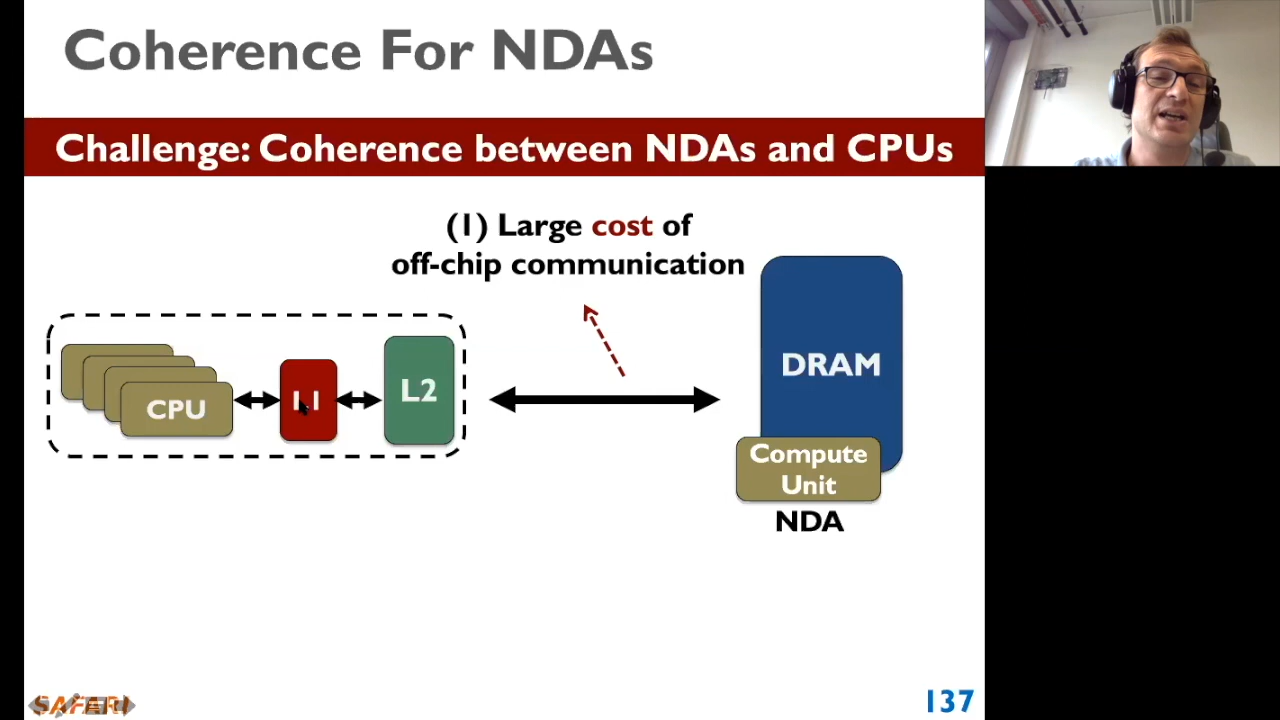 Coherence For NDAs
Challenge: Coherence between NDAs and CPUs
(1) Large cost of
off-chip communication
CPU
L1
L2
DRAM
Compute
Unit
NDA
SAFARI
137